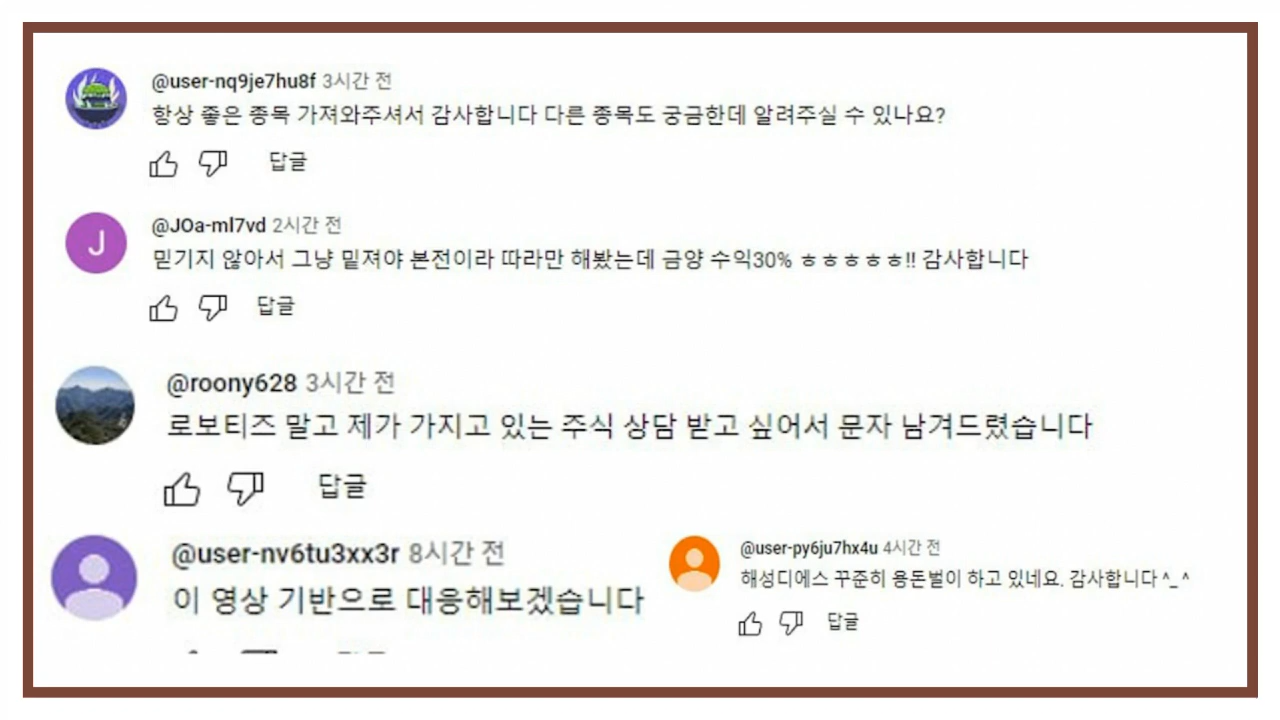 @user-nq9je7hu8f 3시간 전
항상 좋은 종목 가져와주셔서 감사합니다 다른 종목도 궁금한데 알려주실 수 있나요?
답글
J
@JOa-ml7vd 2시간 전
믿기지 않아서 그냥 밑져야 본전이라 따라만 해봤는데 금양 수익30% ㅎㅎㅎㅎㅎ!! 감사합니다
답글
@roony628 3시간 전
로보티즈 말고 제가 가지고 있는 주식 상담 받고 싶어서 문자 남겨드렸습니다
답글
@user-nv6tu3xx3r 8시간 전
이 영상 기반으로 대응해보겠습니다
@user-py6ju7hx4u 4시간 전
해성디에스 꾸준히 용돈벌이 하고 있네요. 감사합니다 ^_^
답글